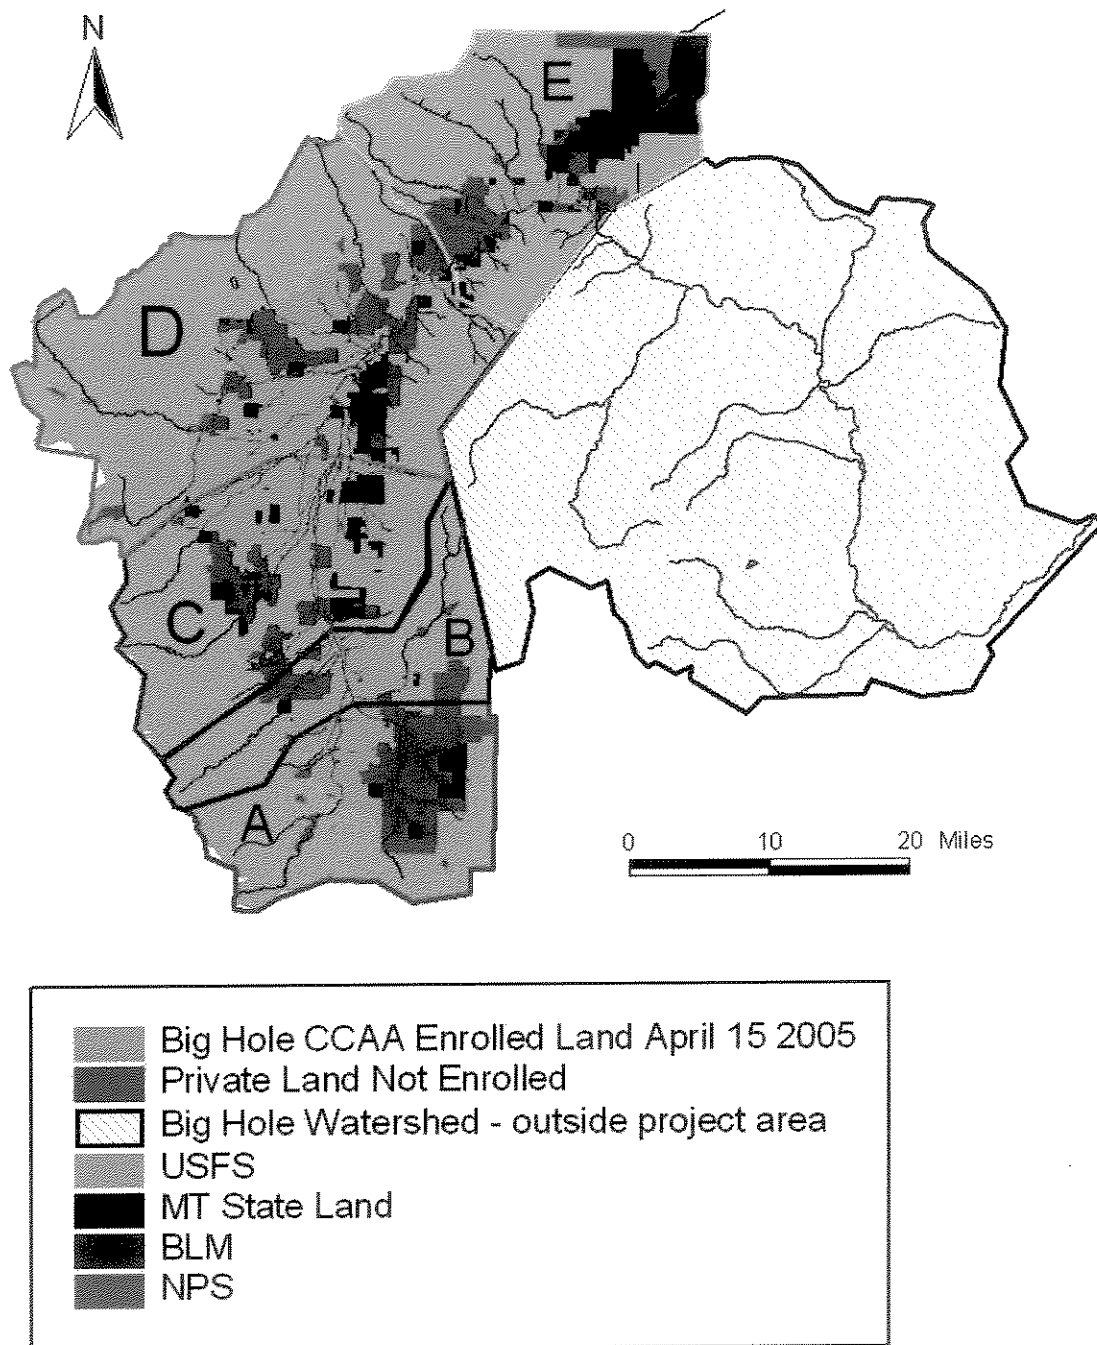 N
E
D
C
B
A
0 10 20 Miles
Big Hole CCAA Enrolled Land April 15 2005
Private Land Not Enrolled
Big Hole Watershed - outside project area
USFS
MT State Land
BLM
NPS